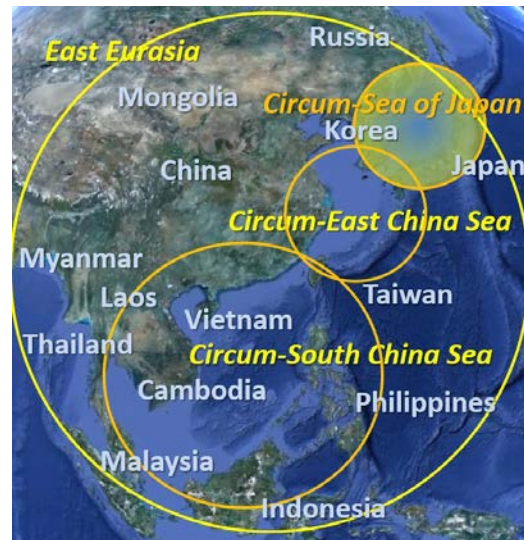 Russia
East Eurasia
Mongolia
Circum-Sea of Japan
Korea
China
Japan
Circum-East China Sea
Myanmar
Laos
Taiwan
Vietnam
Thailand
Circum-South China Sea
Cambodia
Philippines
Malaysia
Indonesia